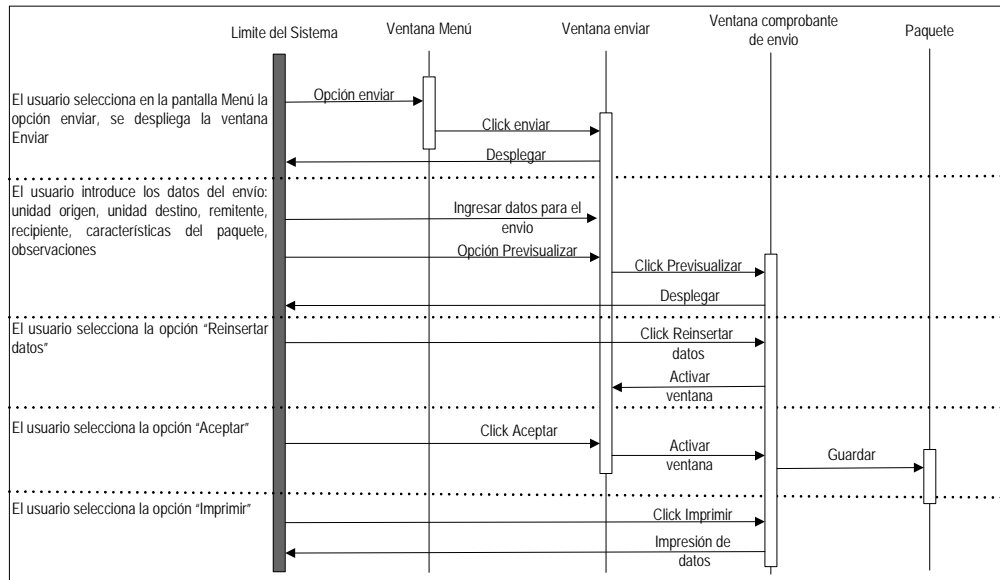 Limite del Sistema
Ventana Menú
Ventana enviar
Ventana comprobante
de envio
Paquete
El usuario selecciona en la pantalla Menú la
opción enviar, se despliega la ventana
Enviar
Opción enviar
Click enviar
Desplegar
El usuario introduce los datos del envío:
unidad origen, unidad destino, remitente,
recipiente, características del paquete,
observaciones
Ingresar datos para el
envio
Opción Previsualizar
Click Previsualizar
Desplegar
El usuario selecciona la opción “Reinsertar
datos”
Click Reinsertar
datos
Activar
ventana
El usuario selecciona la opción “Aceptar”
Click Aceptar
Activar
ventana
Guardar
El usuario selecciona la opción “Imprimir”
Click Imprimir
Impresión de
datos